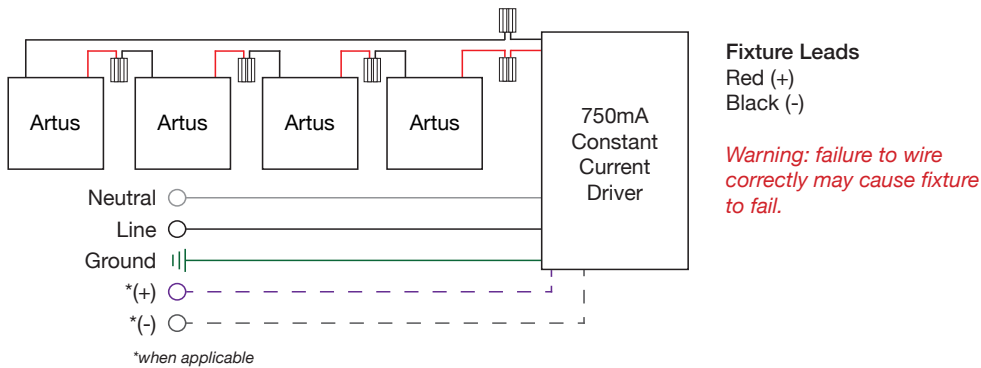 Artus
Artus
Artus
Artus
750mA
Constant
Current
Driver
Fixture Leads
Red (+)
Black (-)
Warning: failure to wire
correctly may cause fixture
to fail.
Neutral
Line
Ground
*(+)
*(-)
*when applicable